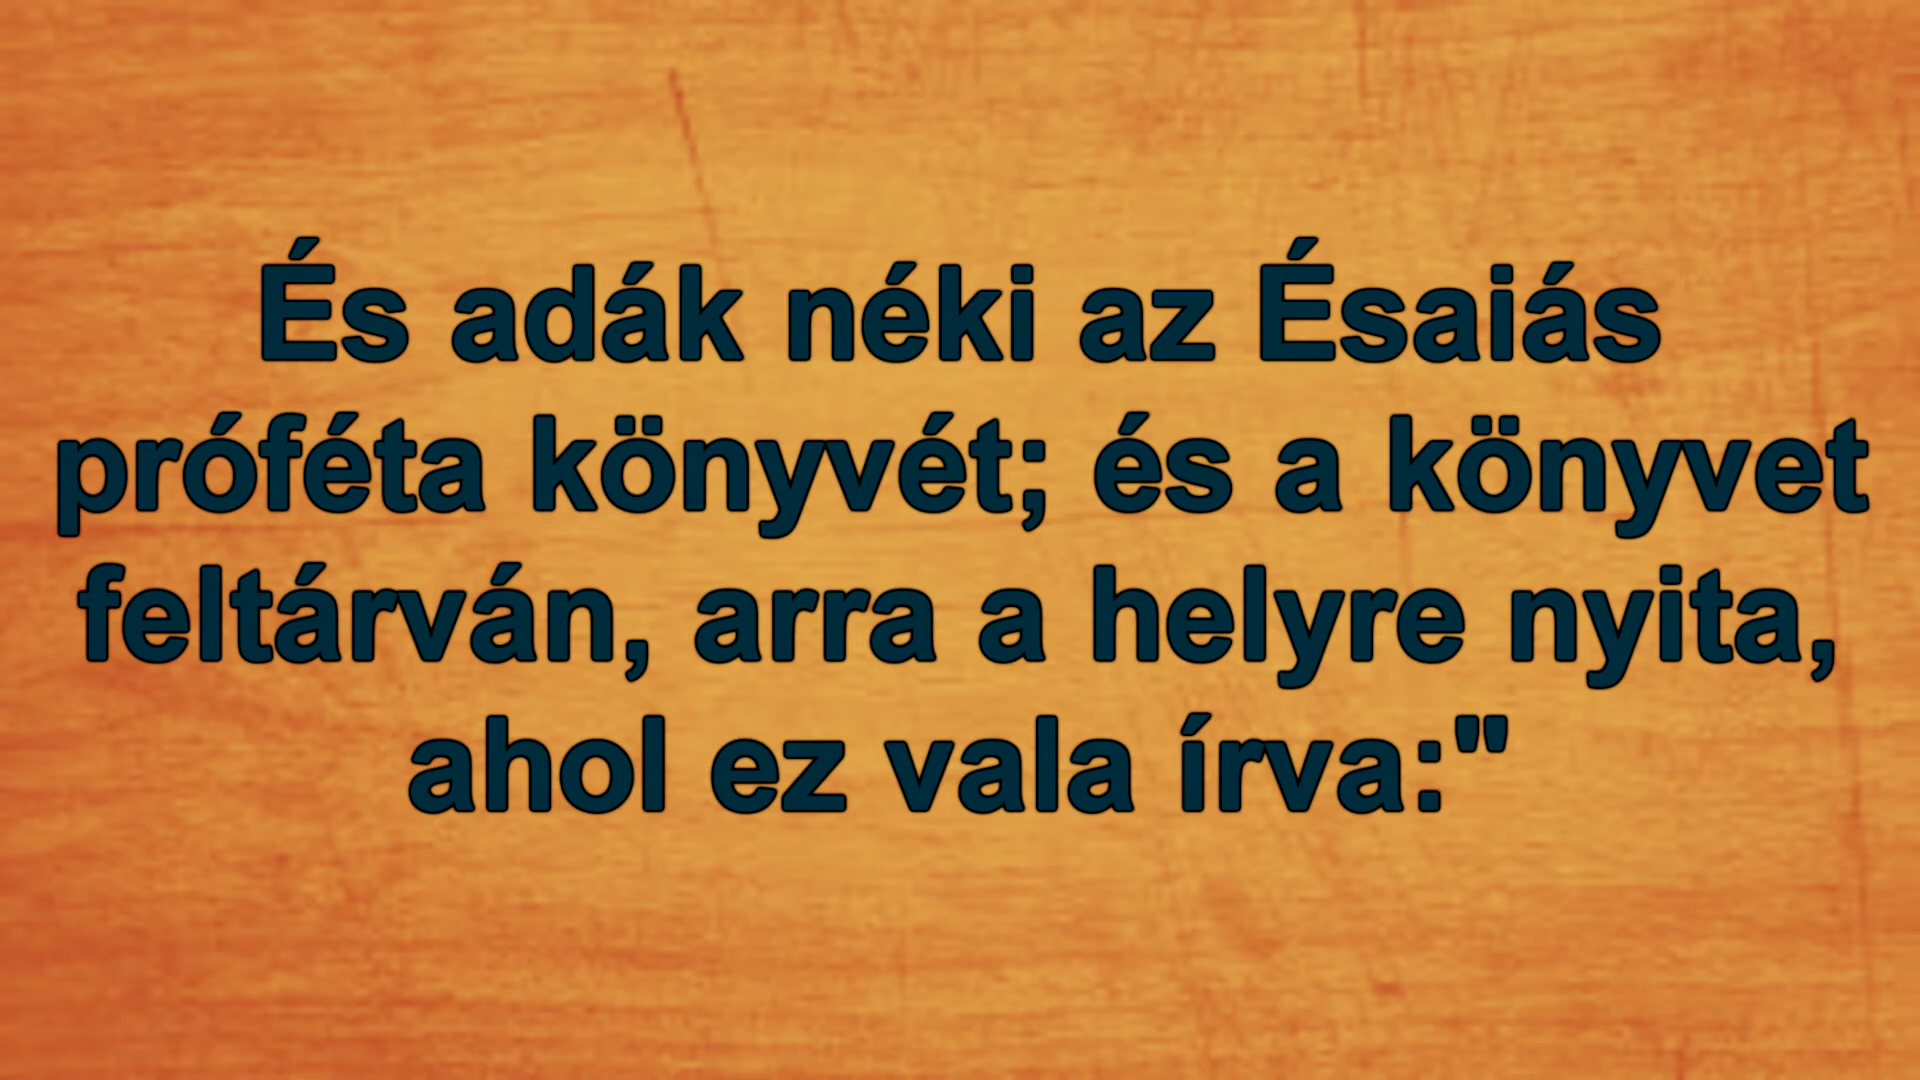 És adák néki az Ésaiás
próféta könyvét; és a könyvet
feltárván, arra a helyre nyita,
ahol ez vala írva:"